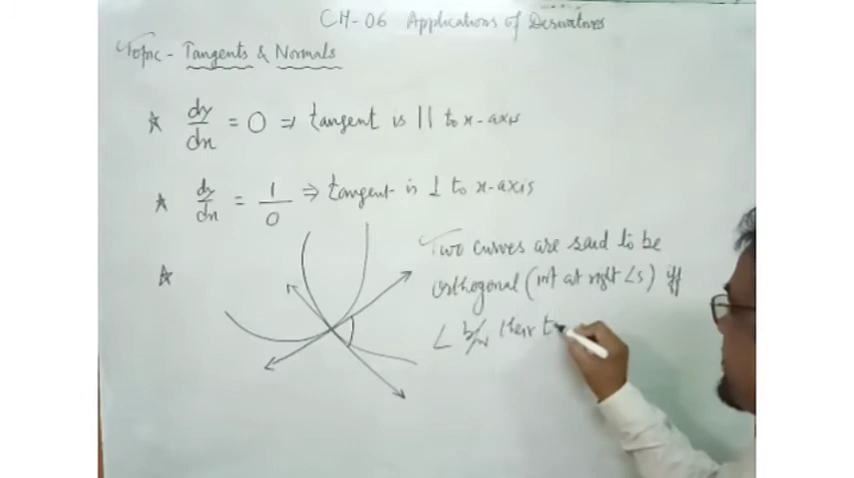 CH-06 Applications of Derivatives
Topic - Tangents & Normals
☆ dy/dx = 0 ⇒ tangent is || to x-axis
☆ dy/dx = 1/0 ⇒ tangent is ⊥ to x-axis
☆ Two curves are said to be
orthogonal (int at right ∠s) iff
∠ b/w their t